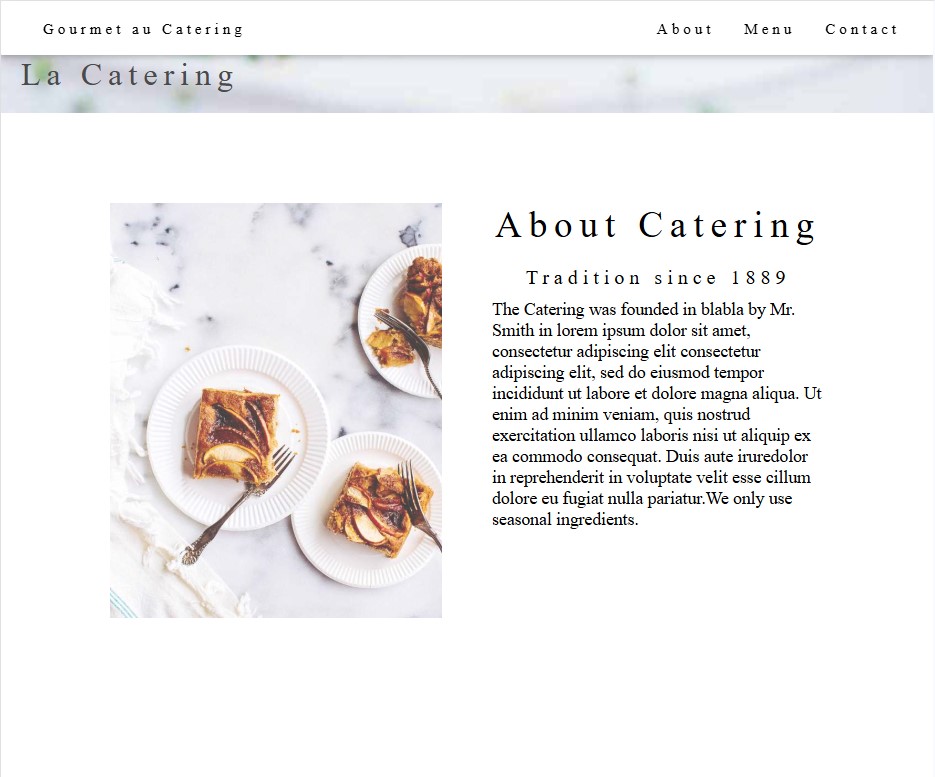 Gourmet au Catering About Menu Contact
La Catering
About Catering
Tradition since 1889
The Catering was founded in blabla by Mr.
Smith in lorem ipsum dolor sit amet,
consectetur adipiscing elit consectetur
adipiscing elit, sed do eiusmod tempor
incididunt ut labore et dolore magna aliqua. Ut
enim ad minim veniam, quis nostrud
exercitation ullamco laboris nisi ut aliquip ex
ea commodo consequat. Duis aute iruredolor
in reprehenderit in voluptate velit esse cillum
dolore eu fugiat nulla pariatur.We only use
seasonal ingredients.